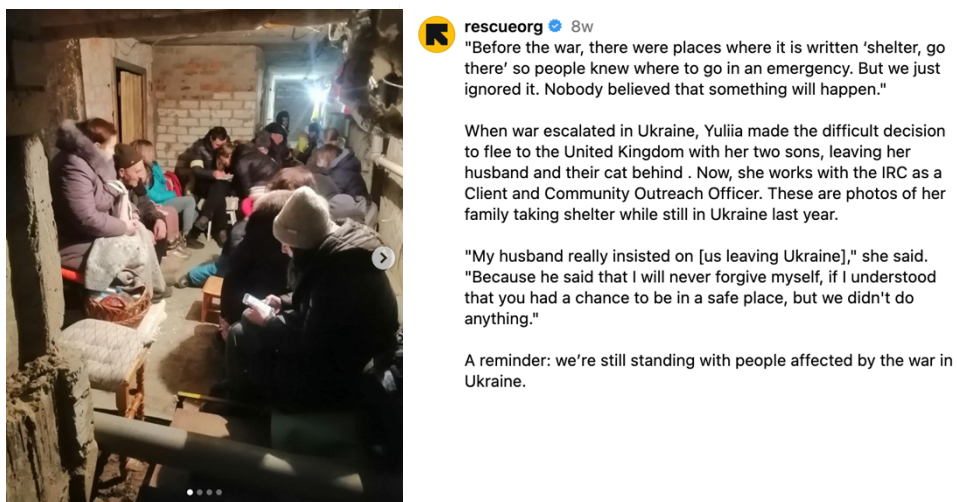 rescueorg 8w
"Before the war, there were places where it is written ‘shelter, go
there’ so people knew where to go in an emergency. But we just
ignored it. Nobody believed that something will happen."
When war escalated in Ukraine, Yuliia made the difficult decision
to flee to the United Kingdom with her two sons, leaving her
husband and their cat behind . Now, she works with the IRC as a
Client and Community Outreach Officer. These are photos of her
family taking shelter while still in Ukraine last year.
"My husband really insisted on [us leaving Ukraine]," she said.
"Because he said that I will never forgive myself, if I understood
that you had a chance to be in a safe place, but we didn't do
anything."
A reminder: we’re still standing with people affected by the war in
Ukraine.